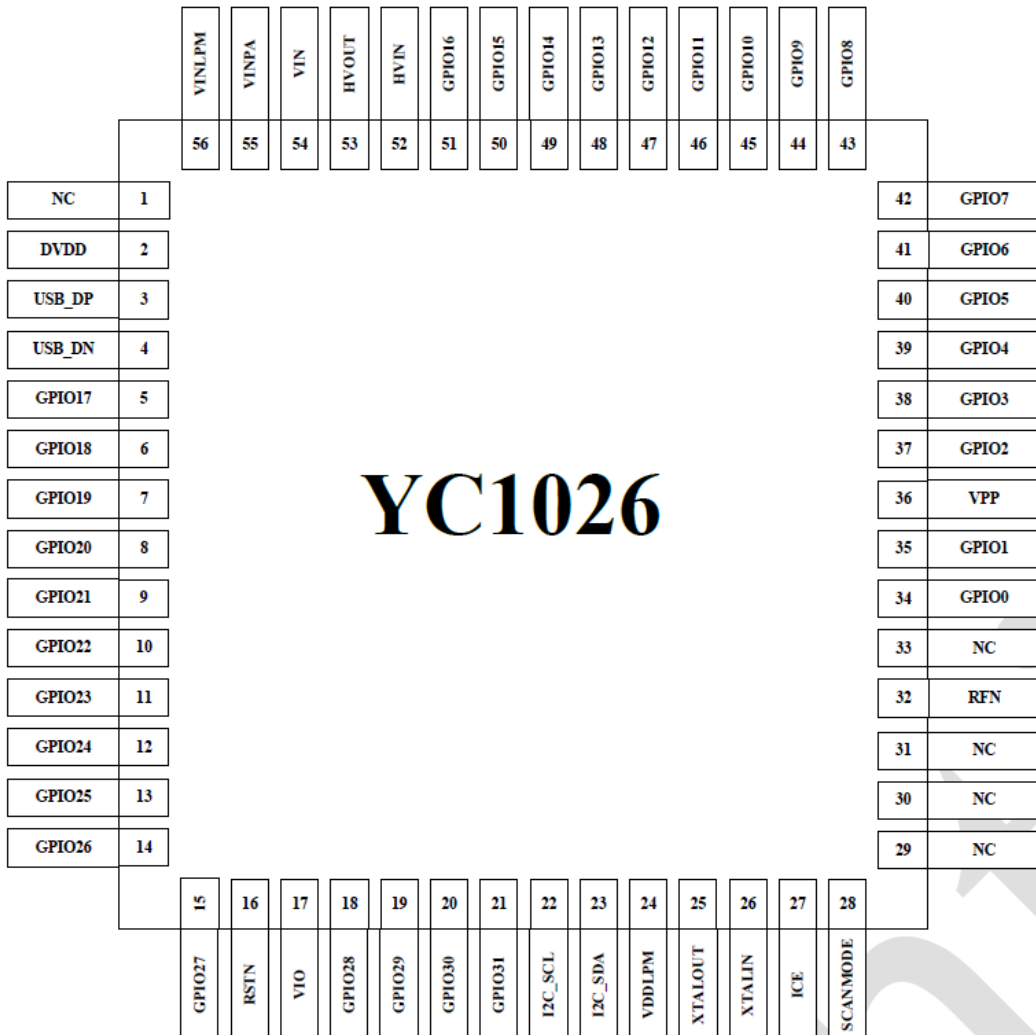 VINLPM VINPA VIN HVOUT HVIN GPIO16 GPIO15 GPIO14 GPIO13 GPIO12 GPIO11 GPIO10 GPIO9 GPIO8
56 55 54 53 52 51 50 49 48 47 46 45 44 43
NC 1 42 GPIO7
DVDD 2 41 GPIO6
USB_DP 3 40 GPIO5
USB_DN 4 39 GPIO4
GPIO17 5 38 GPIO3
GPIO18 6 37 GPIO2
GPIO19 7 36 VPP
YC1026
GPIO20 8 35 GPIO1
GPIO21 9 34 GPIO0
GPIO22 10 33 NC
GPIO23 11 32 RFN
GPIO24 12 31 NC
GPIO25 13 30 NC
GPIO26 14 29 NC
15 16 17 18 19 20 21 22 23 24 25 26 27 28
GPIO27 RSTN VIO GPIO28 GPIO29 GPIO30 GPIO31 I2C_SCL I2C_SDA VDDLPM XTALOUT XTALIN ICE SCANMODE